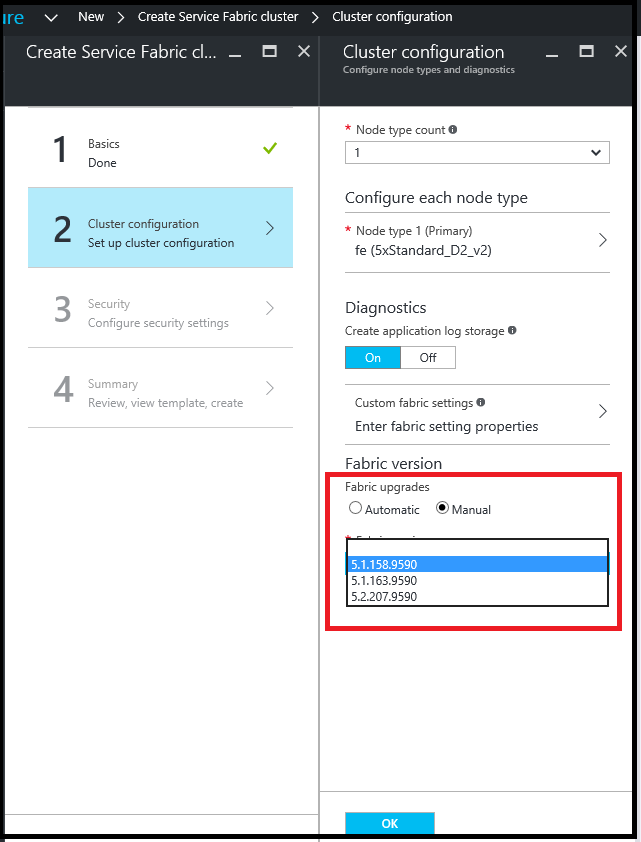 New
Create Service Fabric cluster
Cluster configuration
Create Service Fabric cl...
1
Basics
Done
2
Cluster configuration
Set up cluster configuration
3
Security
Configure security settings
4
Summary
Review, view template, create
Cluster configuration
Configure node types and diagnostics
* Node type count
1
Configure each node type
* Node type 1 (Primary)
fe (5xStandard_D2_v2)
Diagnostics
Create application log storage
On Off
Custom fabric settings
Enter fabric setting properties
Fabric version
Fabric upgrades
Automatic Manual
5.1.158.9590
5.1.163.9590
5.2.207.9590
OK